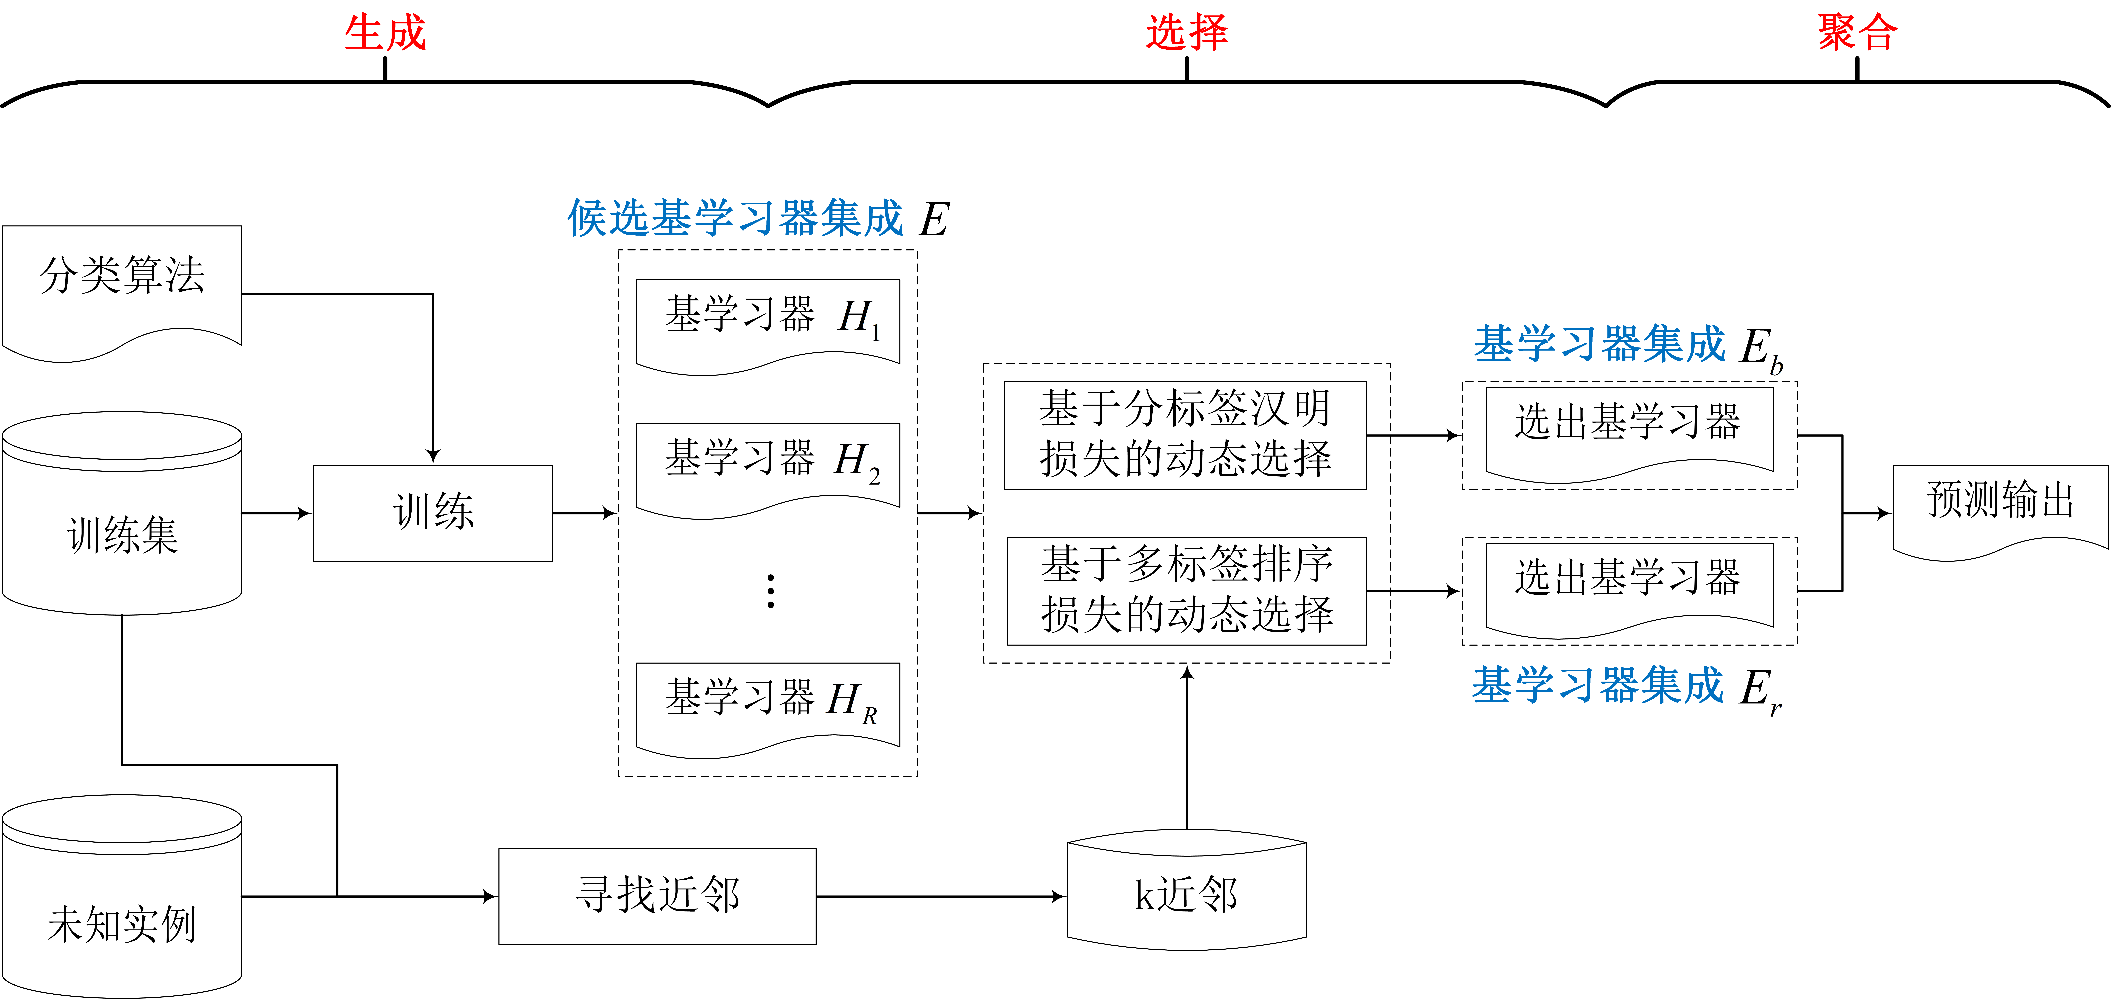 生成
选择
聚合
候选基学习器集成 E
分类算法
训练集
训练
基学习器 H1
基学习器 H2
⋮
基学习器 HR
基于分标签汉明
损失的动态选择
基于多标签排序
损失的动态选择
基学习器集成 Eb
选出基学习器
选出基学习器
基学习器集成 Er
预测输出
未知实例
寻找近邻
k近邻